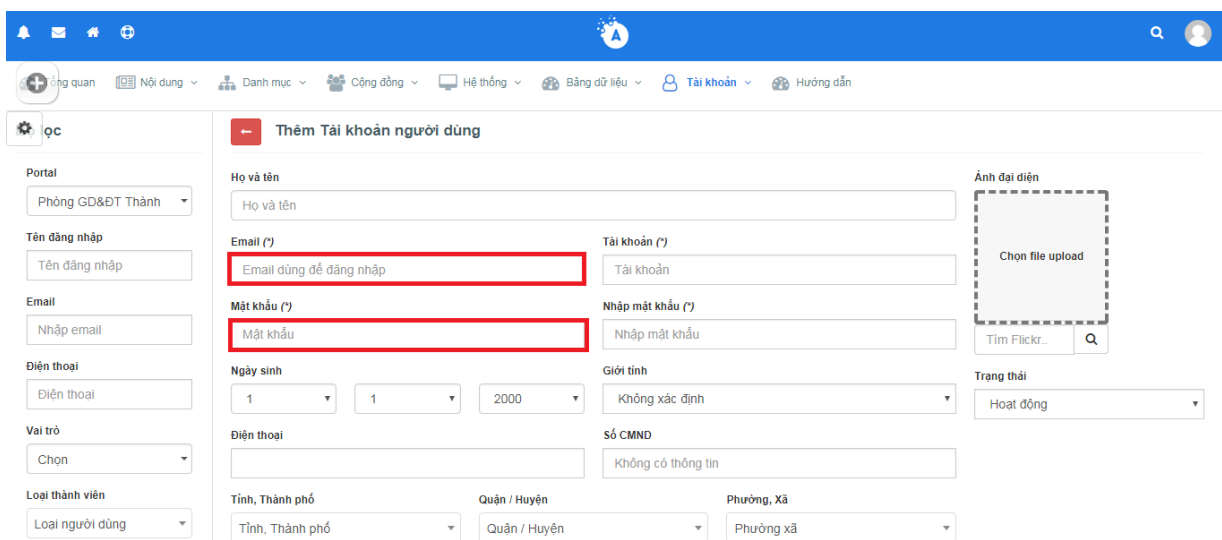 A
Tổng quan Nội dung Danh mục Cộng đồng Hệ thống Bảng dữ liệu Tài khoản Hướng dẫn
lọc
← Thêm Tài khoản người dùng
Portal
Phòng GD&ĐT Thành
Tên đăng nhập
Tên đăng nhập
Email
Nhập email
Điện thoại
Điện thoại
Vai trò
Chọn
Loại thành viên
Loại người dùng
Họ và tên
Họ và tên
Email (*) Tài khoản (*)
Email dùng để đăng nhập Tài khoản
Mật khẩu (*) Nhập mật khẩu (*)
Mật khẩu Nhập mật khẩu
Ngày sinh Giới tính
1 1 2000 Không xác định
Điện thoại Số CMND
Không có thông tin
Tỉnh, Thành phố Quận / Huyện Phường, Xã
Tỉnh, Thành phố Quận / Huyện Phường xã
Ảnh đại diện
Chọn file upload
Tìm Flickr..
Trạng thái
Hoạt động